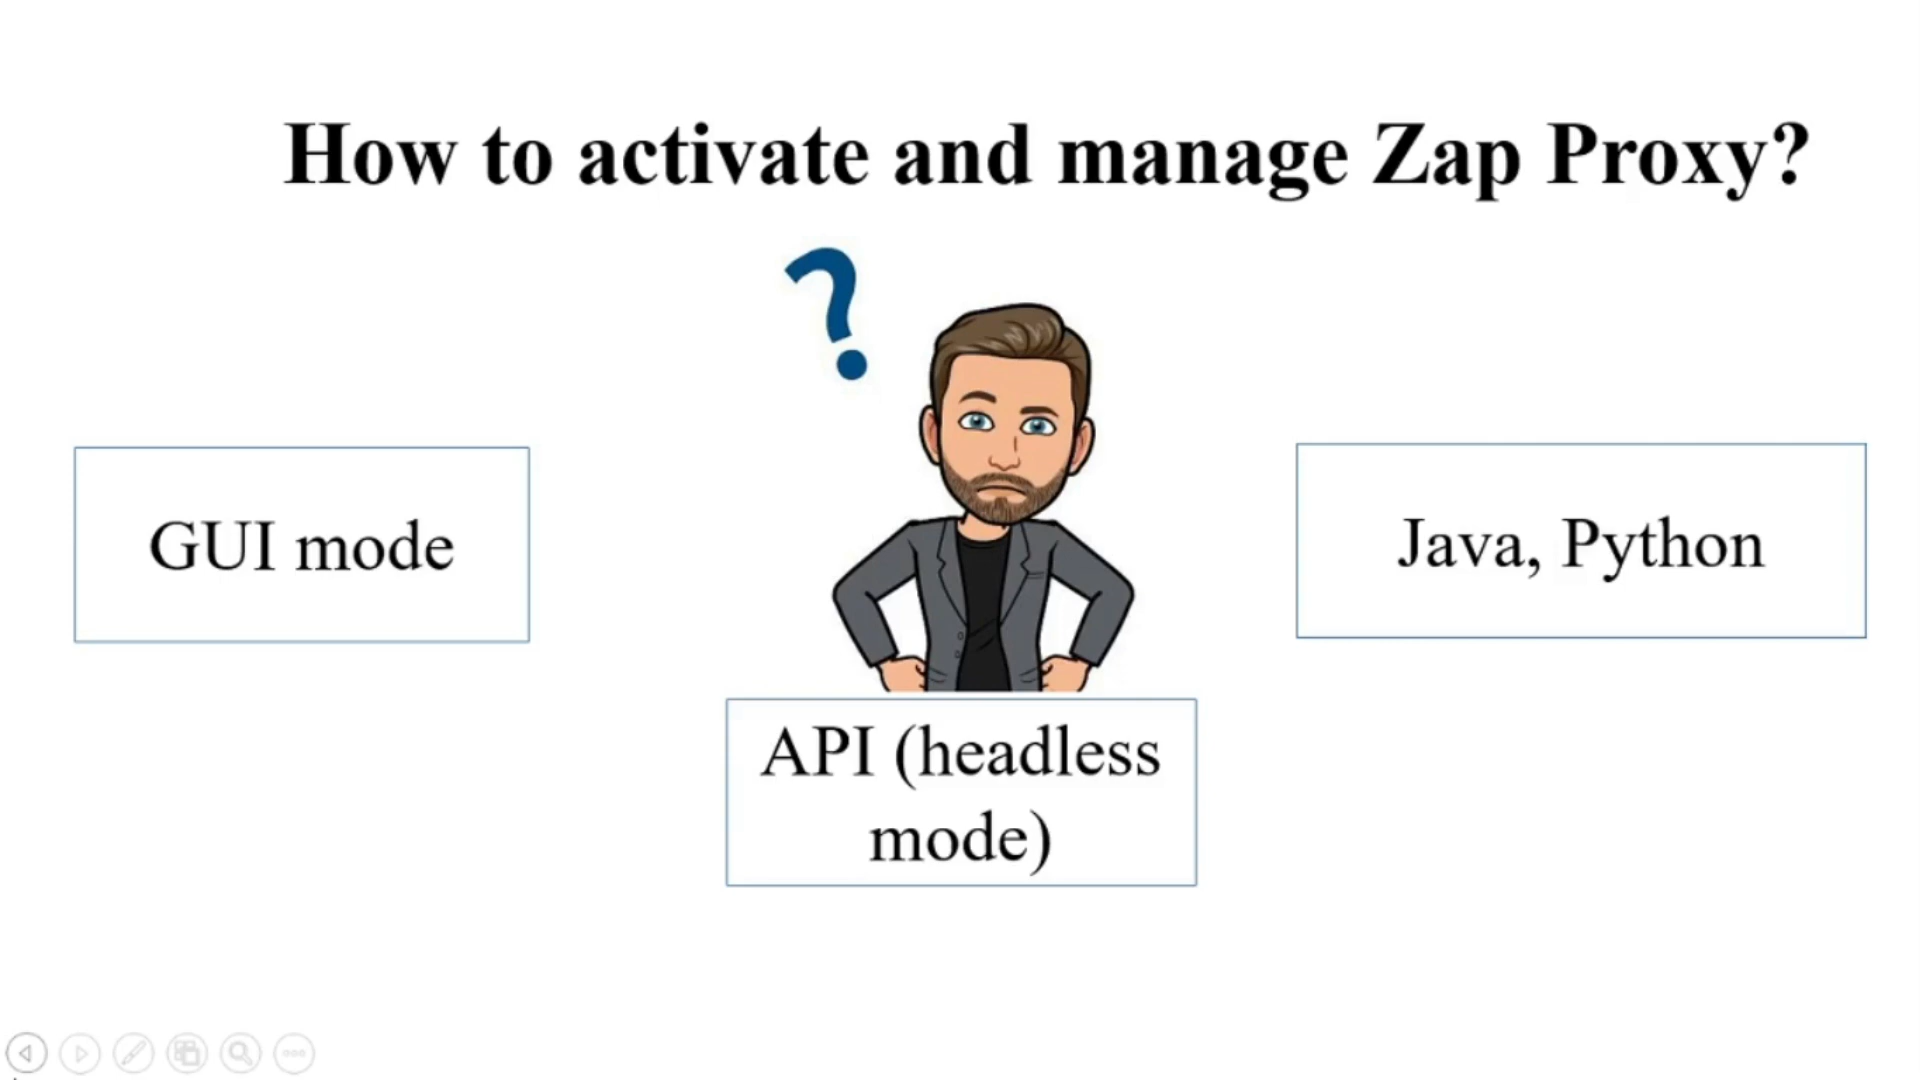 How to activate and manage Zap Proxy?
?
GUI mode
Java, Python
API (headless
mode)